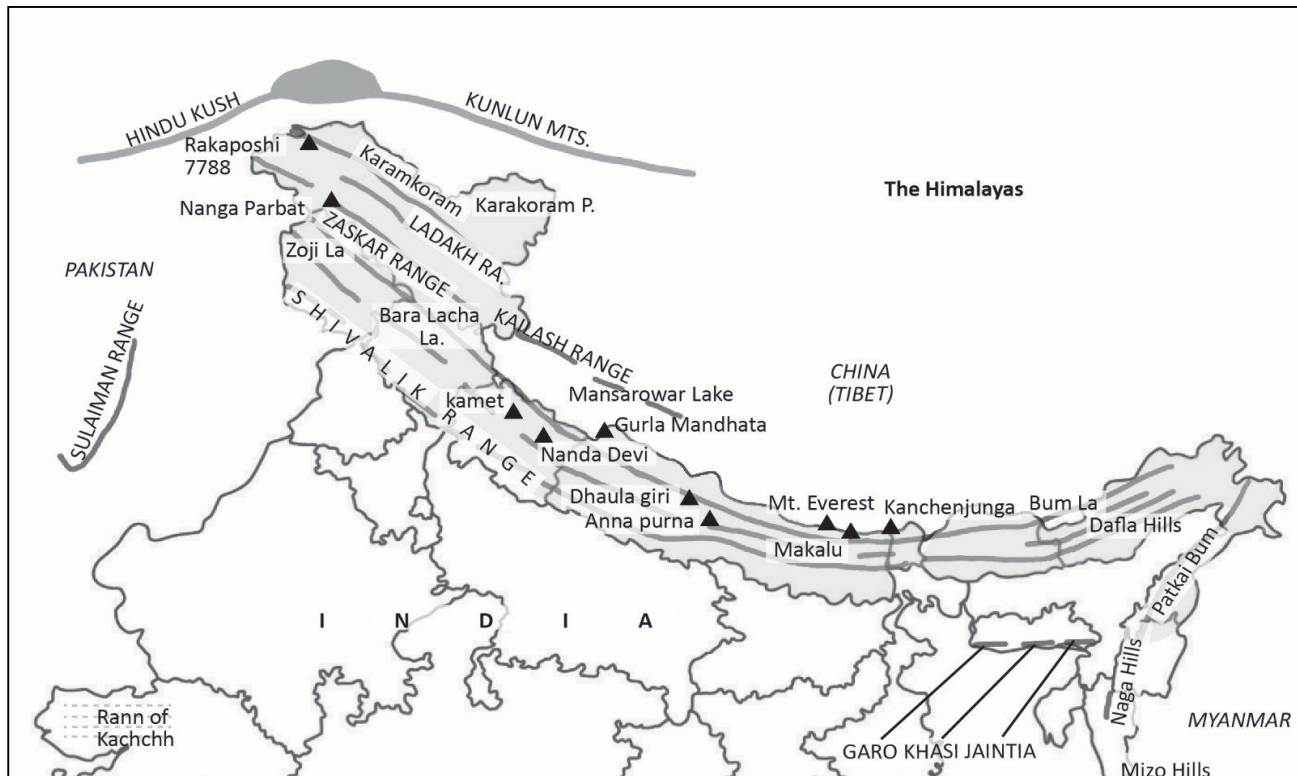 HINDU KUSH
KUNLUN MTS.
Rakaposhi
7788
Karamkoram
Karakoram P.
The Himalayas
Nanga Parbat
LADAKH RA.
ZASKAR RANGE
Zoji La
PAKISTAN
SULAIMAN RANGE
SHIVALIK RANGE
Bara Lacha
La.
KAILASH RANGE
CHINA
(TIBET)
Mansarowar Lake
kamet
Gurla Mandhata
Nanda Devi
Dhaula giri
Anna purna
Mt. Everest
Kanchenjunga
Bum La
Dafla Hills
Makalu
Patkai Bum
INDIA
Naga Hills
Rann of
Kachchh
GARO KHASI JAINTIA
MYANMAR
Mizo Hills